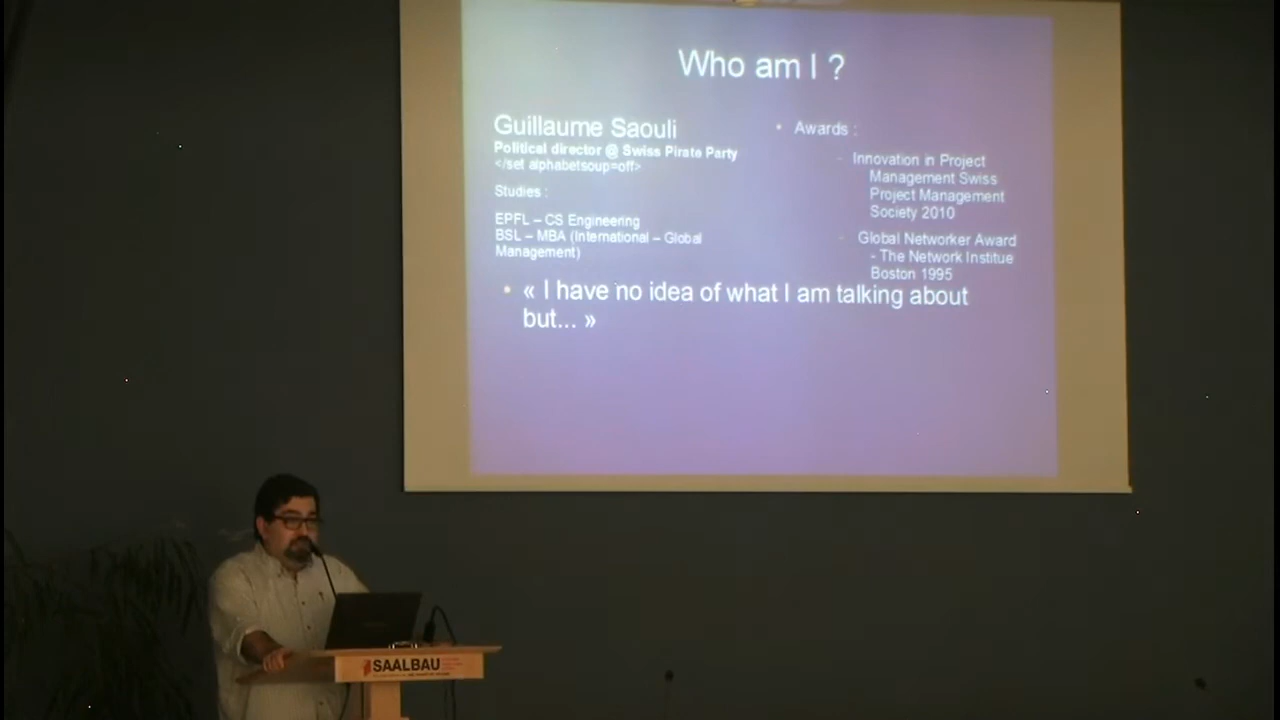 Who am I ?
Guillaume Saouli
Political director @ Swiss Pirate Party
</set alphabetsoup=off>
Studies :
EPFL – CS Engineering
BSL – MBA (International – Global
Management)
• Awards :
– Innovation in Project
Management Swiss
Project Management
Society 2010
– Global Networker Award
- The Network Institue
Boston 1995
• « I have no idea of what I am talking about
but... »
SAALBAU